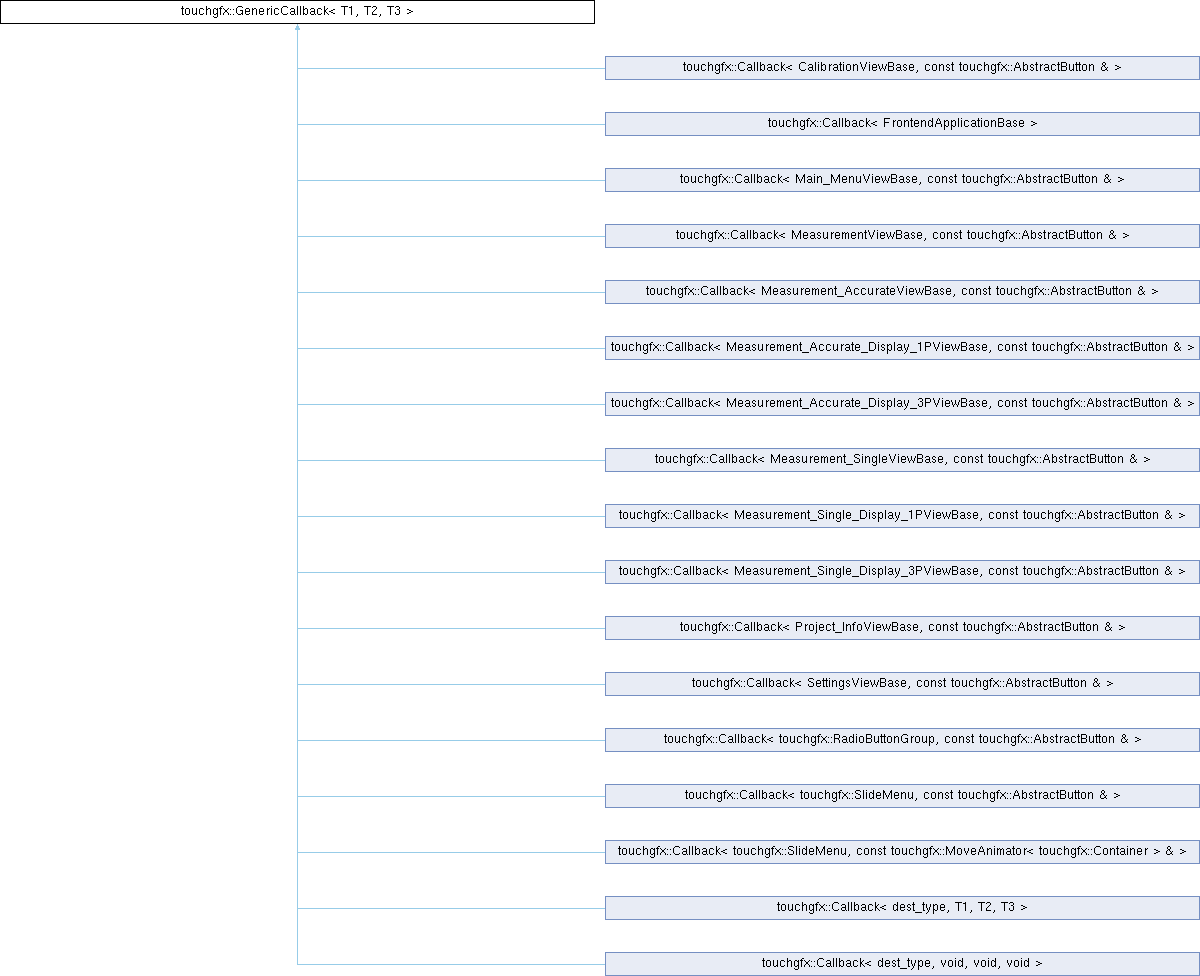 touchgfx::GenericCallback< T1, T2, T3 >
touchgfx::Callback< CalibrationViewBase, const touchgfx::AbstractButton & >
touchgfx::Callback< FrontendApplicationBase >
touchgfx::Callback< Main_MenuViewBase, const touchgfx::AbstractButton & >
touchgfx::Callback< MeasurementViewBase, const touchgfx::AbstractButton & >
touchgfx::Callback< Measurement_AccurateViewBase, const touchgfx::AbstractButton & >
touchgfx::Callback< Measurement_Accurate_Display_1PViewBase, const touchgfx::AbstractButton & >
touchgfx::Callback< Measurement_Accurate_Display_3PViewBase, const touchgfx::AbstractButton & >
touchgfx::Callback< Measurement_SingleViewBase, const touchgfx::AbstractButton & >
touchgfx::Callback< Measurement_Single_Display_1PViewBase, const touchgfx::AbstractButton & >
touchgfx::Callback< Measurement_Single_Display_3PViewBase, const touchgfx::AbstractButton & >
touchgfx::Callback< Project_InfoViewBase, const touchgfx::AbstractButton & >
touchgfx::Callback< SettingsViewBase, const touchgfx::AbstractButton & >
touchgfx::Callback< touchgfx::RadioButtonGroup, const touchgfx::AbstractButton & >
touchgfx::Callback< touchgfx::SlideMenu, const touchgfx::AbstractButton & >
touchgfx::Callback< touchgfx::SlideMenu, const touchgfx::MoveAnimator< touchgfx::Container > & >
touchgfx::Callback< dest_type, T1, T2, T3 >
touchgfx::Callback< dest_type, void, void, void >